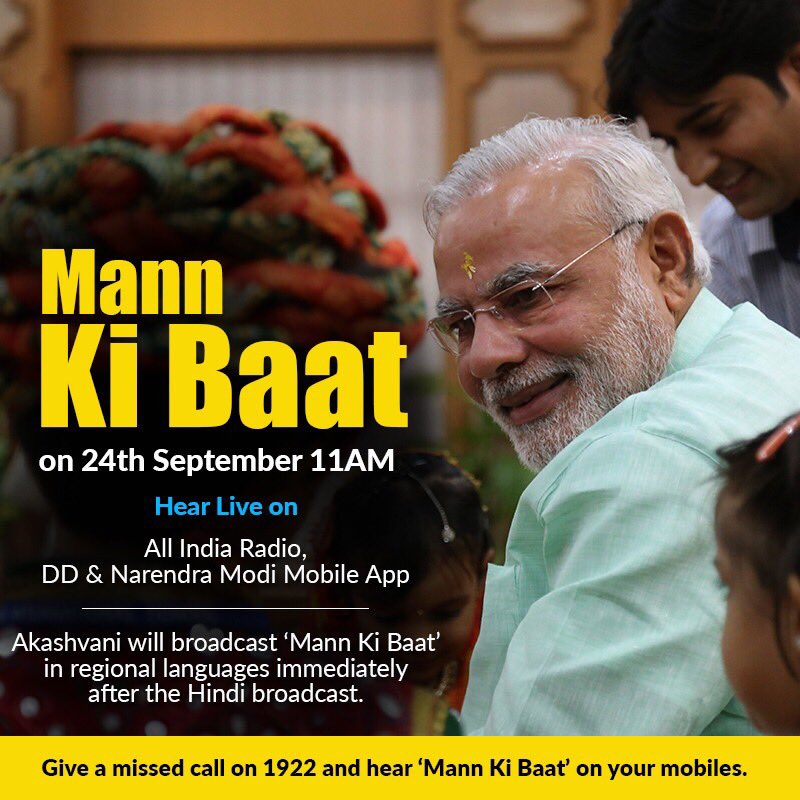 Mann
Ki Baat
on 24th September 11AM
Hear Live on
All India Radio,
DD & Narendra Modi Mobile App
Akashvani will broadcast ‘Mann Ki Baat’
in regional languages immediately
after the Hindi broadcast.
Give a missed call on 1922 and hear ‘Mann Ki Baat’ on your mobiles.